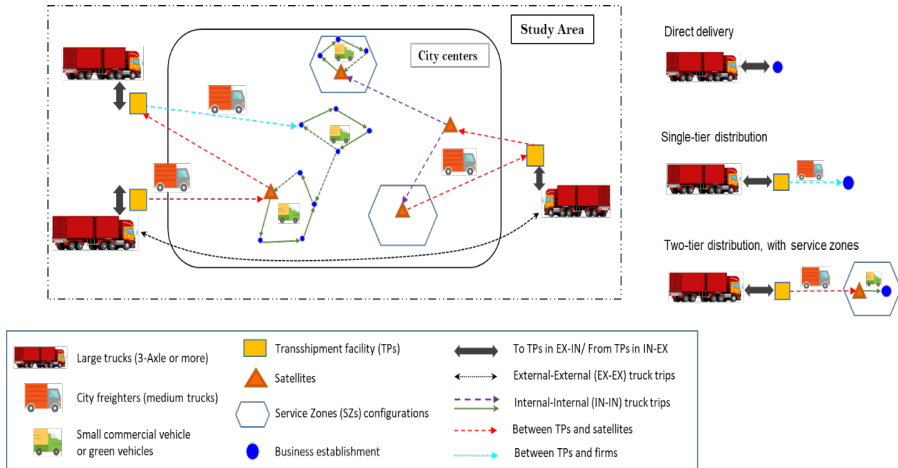 Study Area
City centers
Direct delivery
Single-tier distribution
Two-tier distribution, with service zones
Large trucks (3-Axle or more)
City freighters (medium trucks)
Small commercial vehicle
or green vehicles
Transshipment facility (TPs)
Satellites
Service Zones (SZs) configurations
Business establishment
To TPs in EX-IN/ From TPs in IN-EX
External-External (EX-EX) truck trips
Internal-Internal (IN-IN) truck trips
Between TPs and satellites
Between TPs and firms